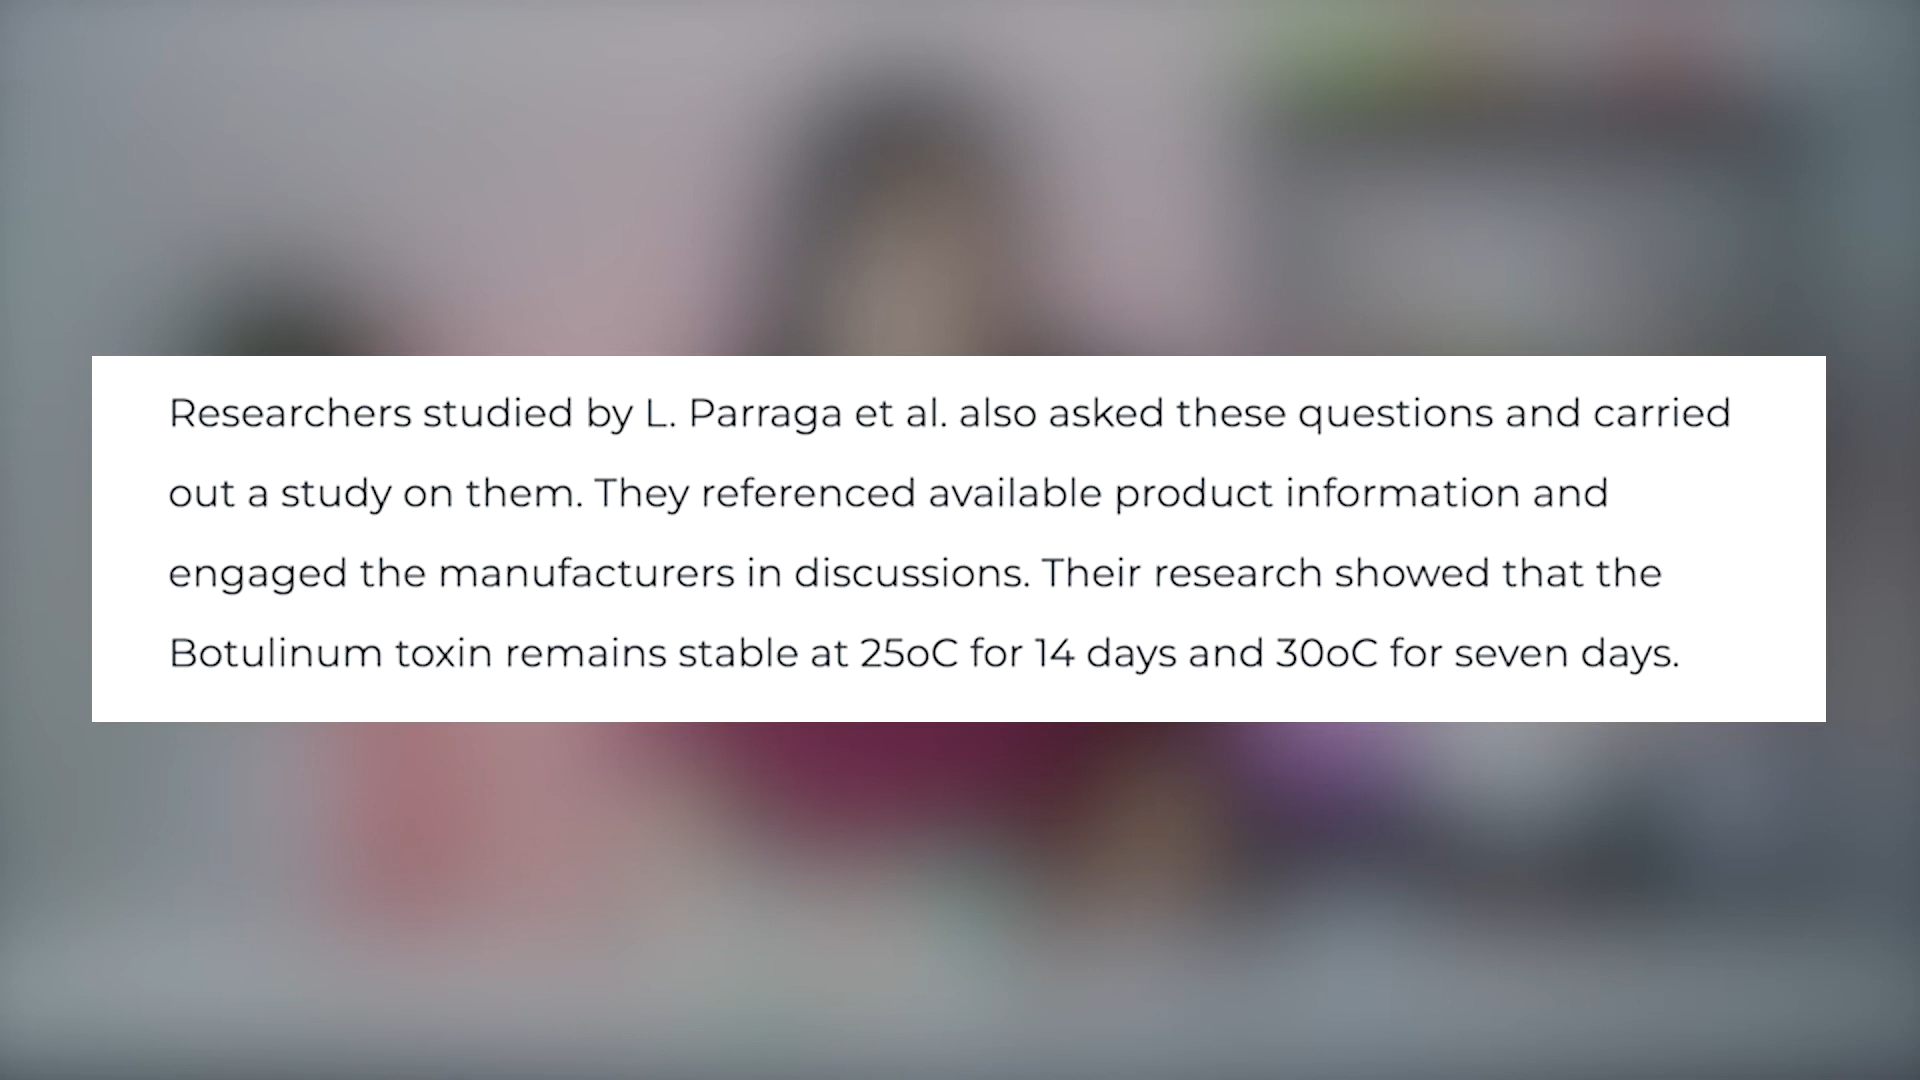 Researchers studied by L. Parraga et al. also asked these questions and carried
out a study on them. They referenced available product information and
engaged the manufacturers in discussions. Their research showed that the
Botulinum toxin remains stable at 25oC for 14 days and 30oC for seven days.